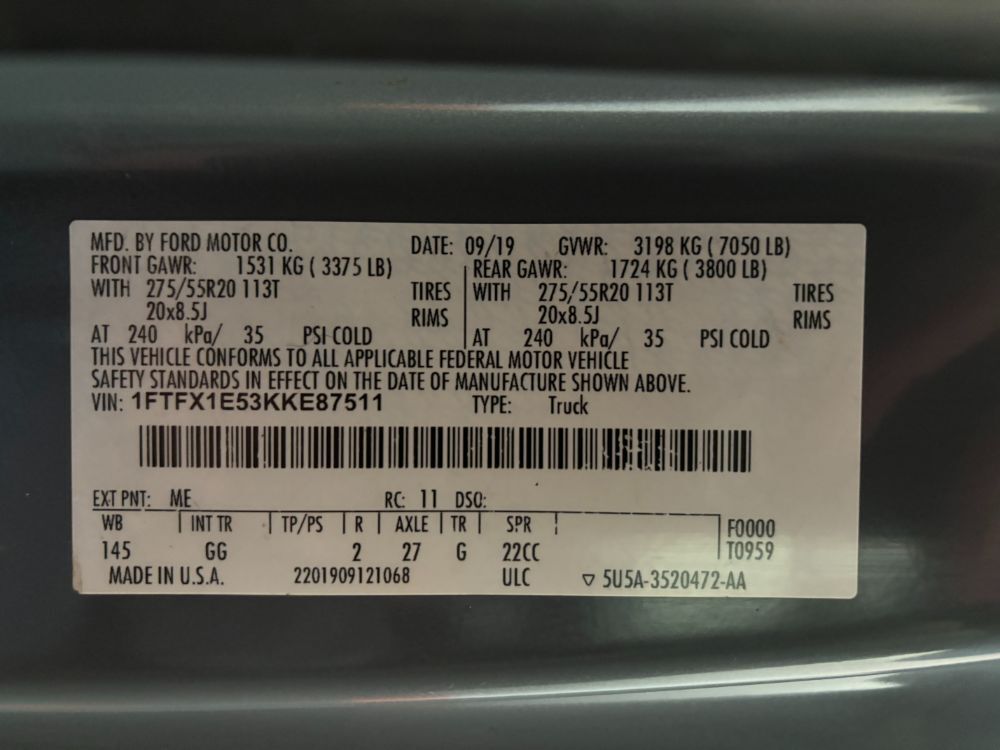 MFD. BY FORD MOTOR CO. DATE: 09/19 GVWR: 3198 KG ( 7050 LB)
FRONT GAWR: 1531 KG ( 3375 LB) REAR GAWR: 1724 KG ( 3800 LB)
WITH 275/55R20 113T TIRES WITH 275/55R20 113T TIRES
20x8.5J RIMS 20x8.5J RIMS
AT 240 kPa/ 35 PSI COLD AT 240 kPa/ 35 PSI COLD
THIS VEHICLE CONFORMS TO ALL APPLICABLE FEDERAL MOTOR VEHICLE
SAFETY STANDARDS IN EFFECT ON THE DATE OF MANUFACTURE SHOWN ABOVE.
VIN: 1FTFX1E53KKE87511 TYPE: Truck
EXT PNT: ME RC: 11 DSO:
WB INT TR TP/PS R AXLE TR SPR F0000
145 GG 2 27 G 22CC T0959
MADE IN U.S.A. 2201909121068 ULC ▽ 5U5A-3520472-AA